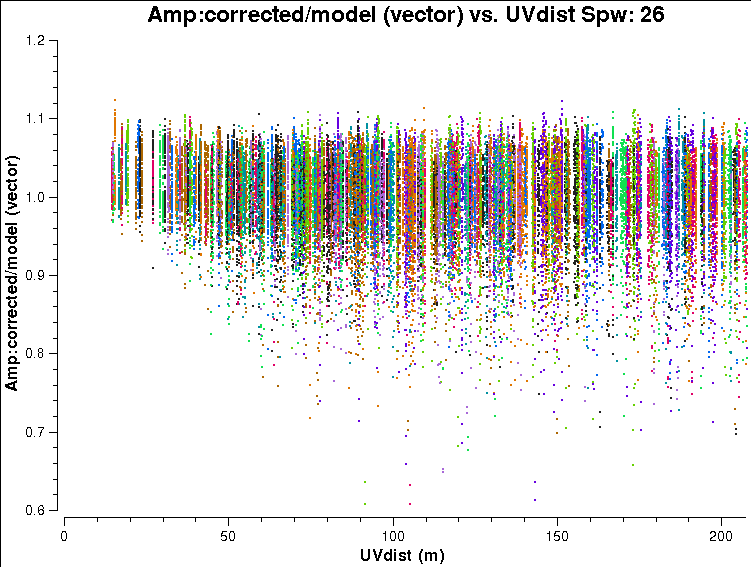 Amp:corrected/model (vector) vs. UVdist Spw: 26
1.2
1.1
1.0
0.9
0.8
0.7
0.6
Amp:corrected/model (vector)
0 50 100 150 200
UVdist (m)